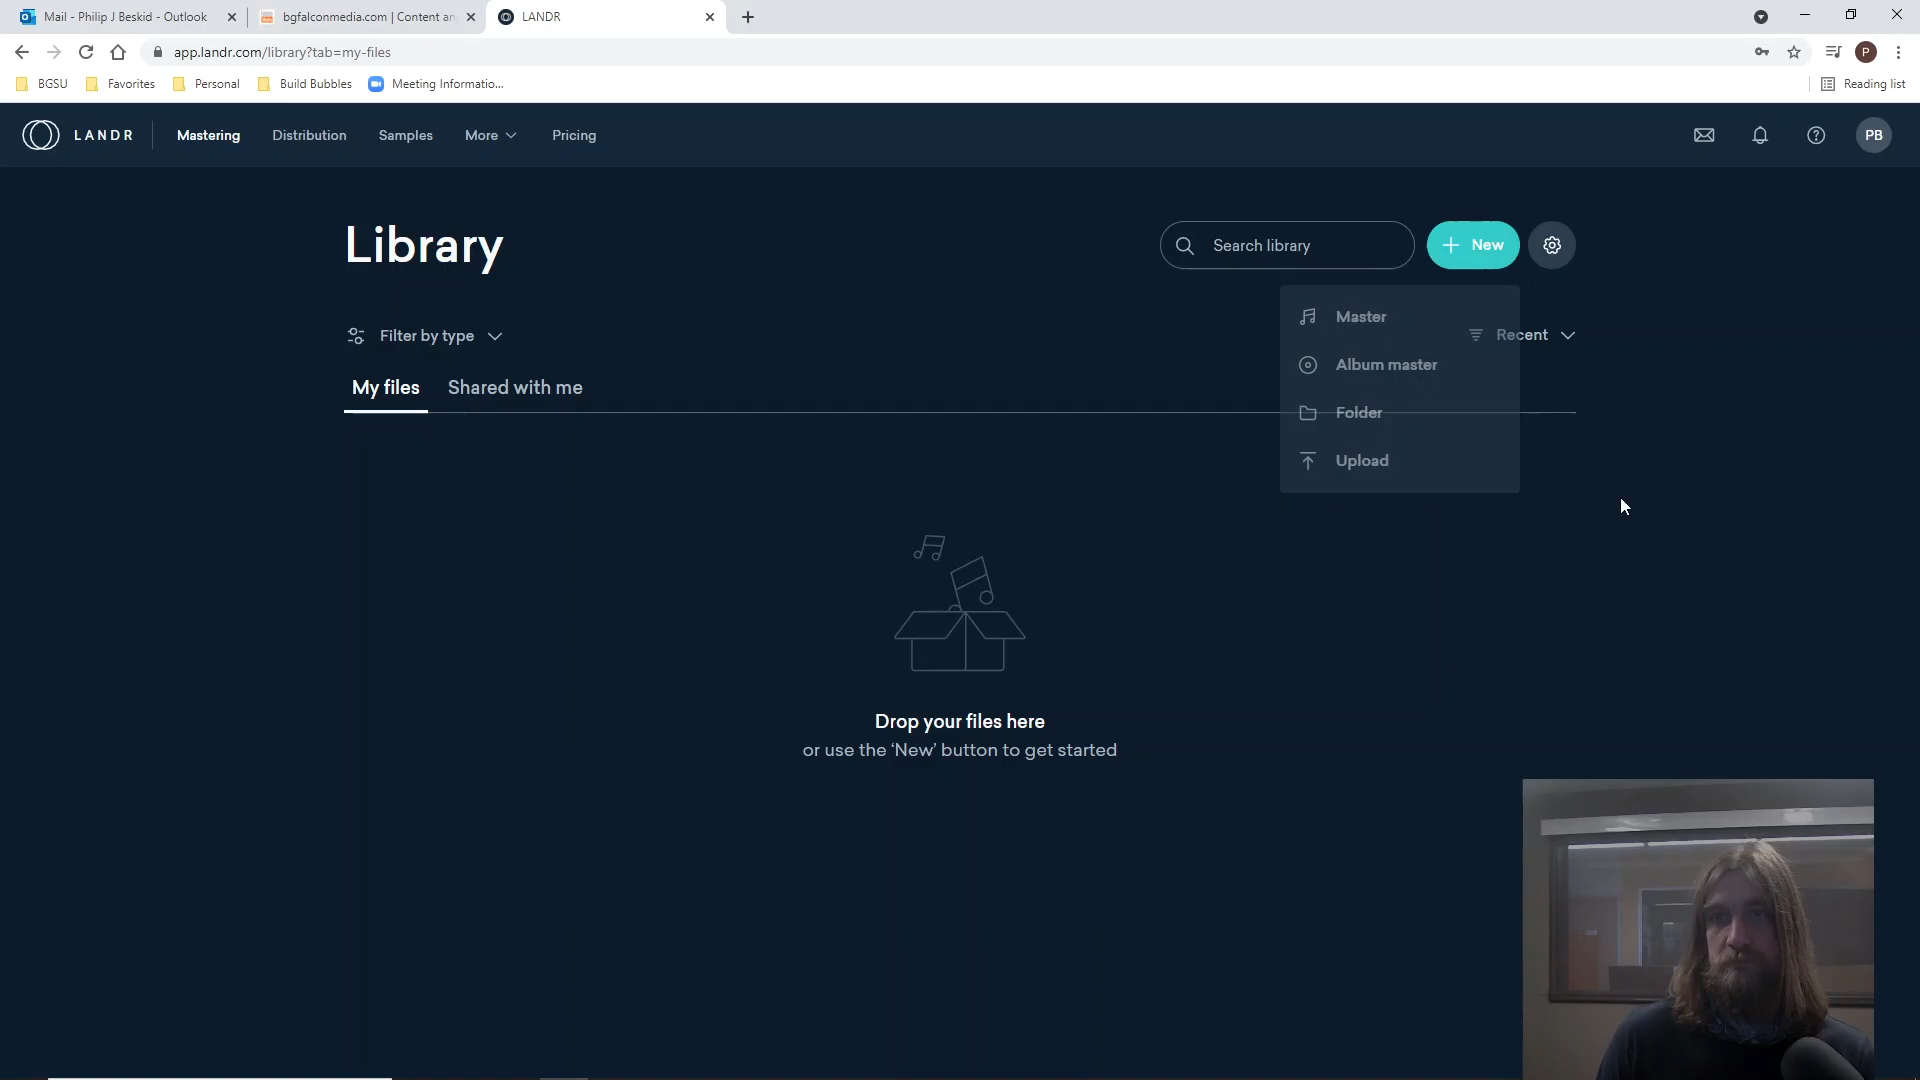 Mail - Philip J Beskid - Outlook
bgfalconmedia.com | Content an
LANDR
app.landr.com/library?tab=my-files
P
BGSU
Favorites
Personal
Build Bubbles
Meeting Informatio...
Reading list
LANDR
Mastering
Distribution
Samples
More
Pricing
PB
Library
Search library
New
Filter by type
Recent
Master
Album master
Folder
Upload
My files
Shared with me
Drop your files here
or use the ‘New’ button to get started